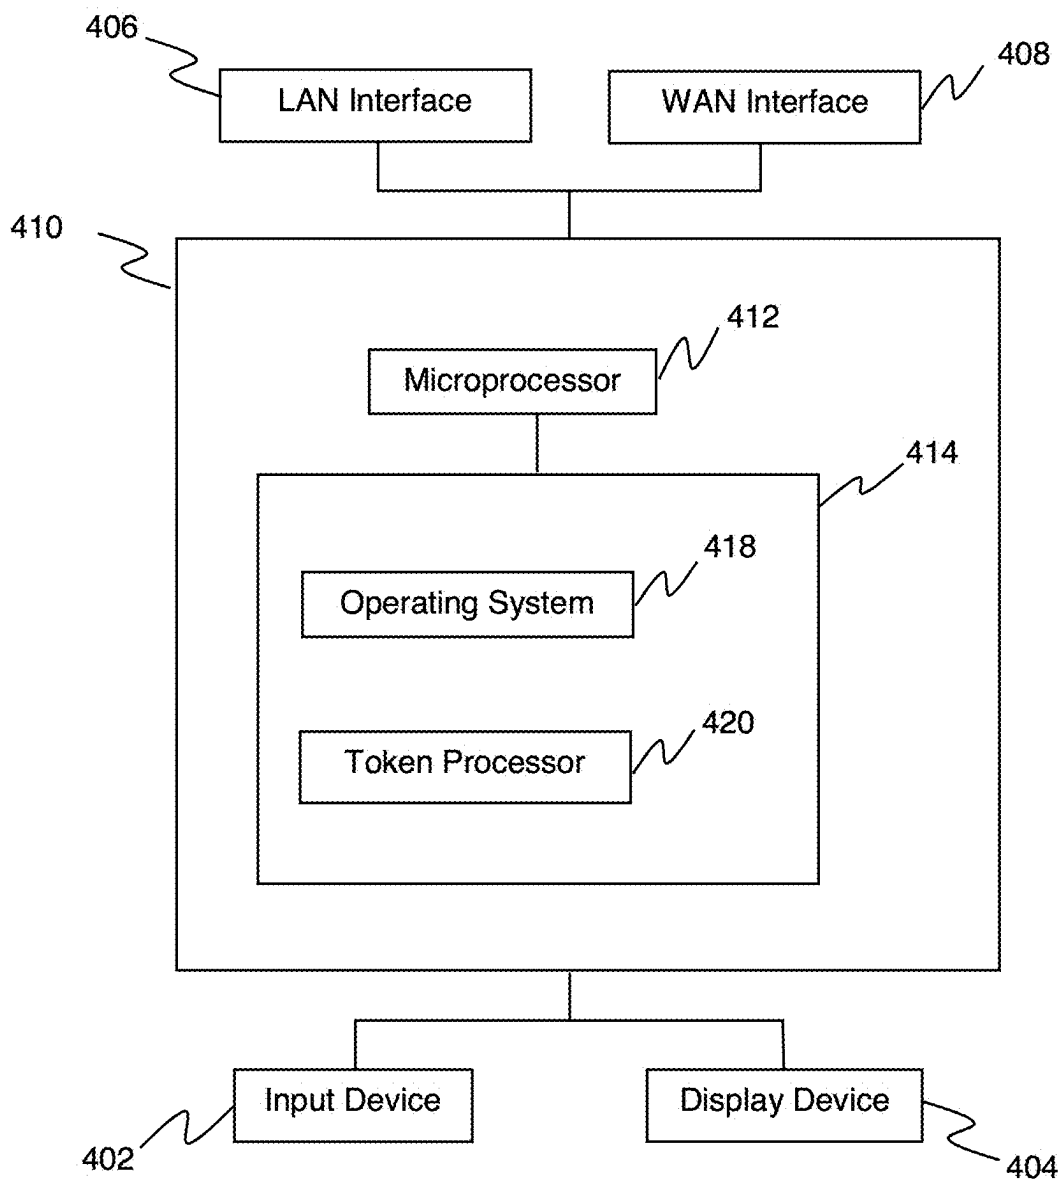 406
408
LAN Interface
WAN Interface
410
412
Microprocessor
414
418
Operating System
420
Token Processor
Input Device
Display Device
402
404